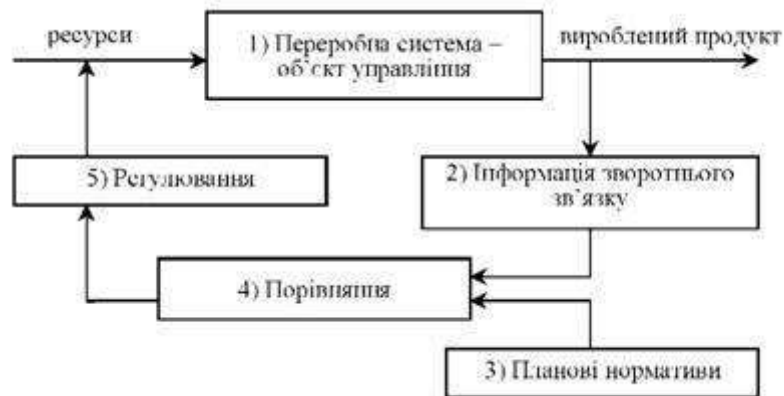 ресурси
1) Переробна система –
об’єкт управління
вироблений продукт
5) Регулювання
2) Інформація зворотнього
зв’язку
4) Порівняння
3) Планові нормативи